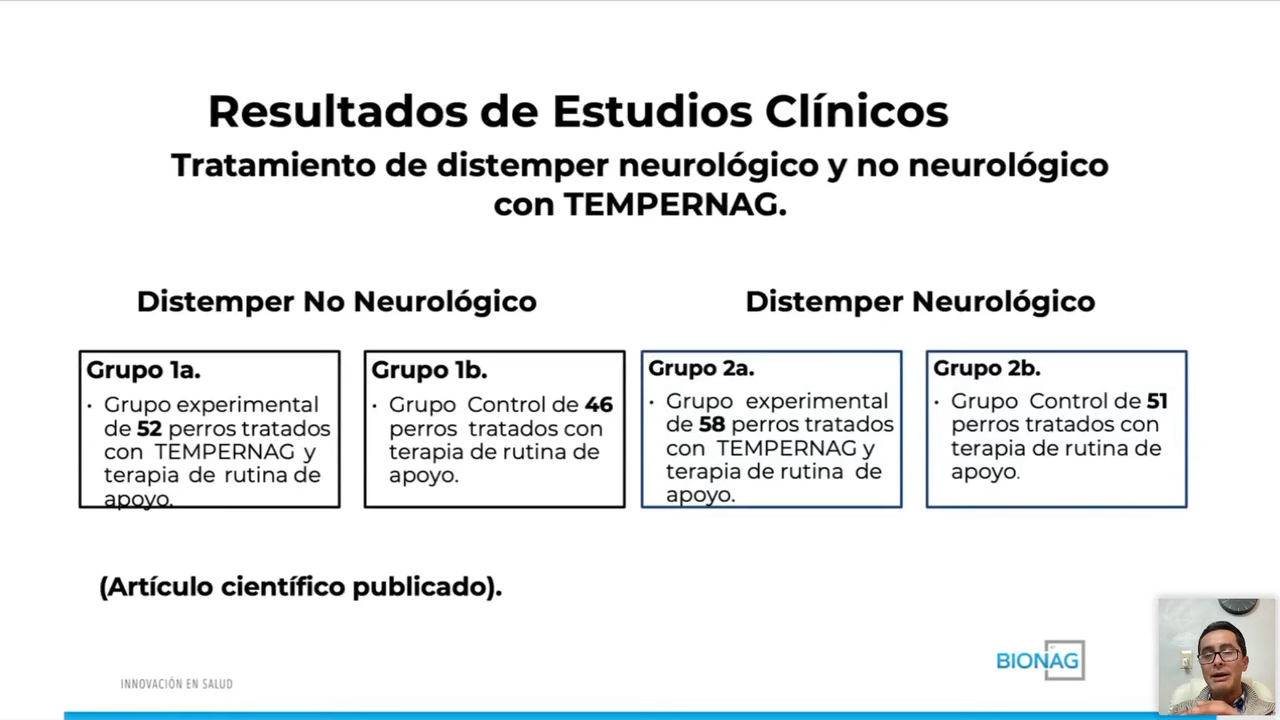 Resultados de Estudios Clínicos
Tratamiento de distemper neurológico y no neurológico
con TEMPERNAG.
Distemper No Neurológico
Distemper Neurológico
Grupo 1a.
• Grupo experimental
de 52 perros tratados
con TEMPERNAG y
terapia de rutina de
apoyo.
Grupo 1b.
• Grupo Control de 46
perros tratados con
terapia de rutina de
apoyo.
Grupo 2a.
• Grupo experimental
de 58 perros tratados
con TEMPERNAG y
terapia de rutina de
apoyo.
Grupo 2b.
• Grupo Control de 51
perros tratados con
terapia de rutina de
apoyo.
(Artículo científico publicado).
BIONAG
INNOVACIÓN EN SALUD